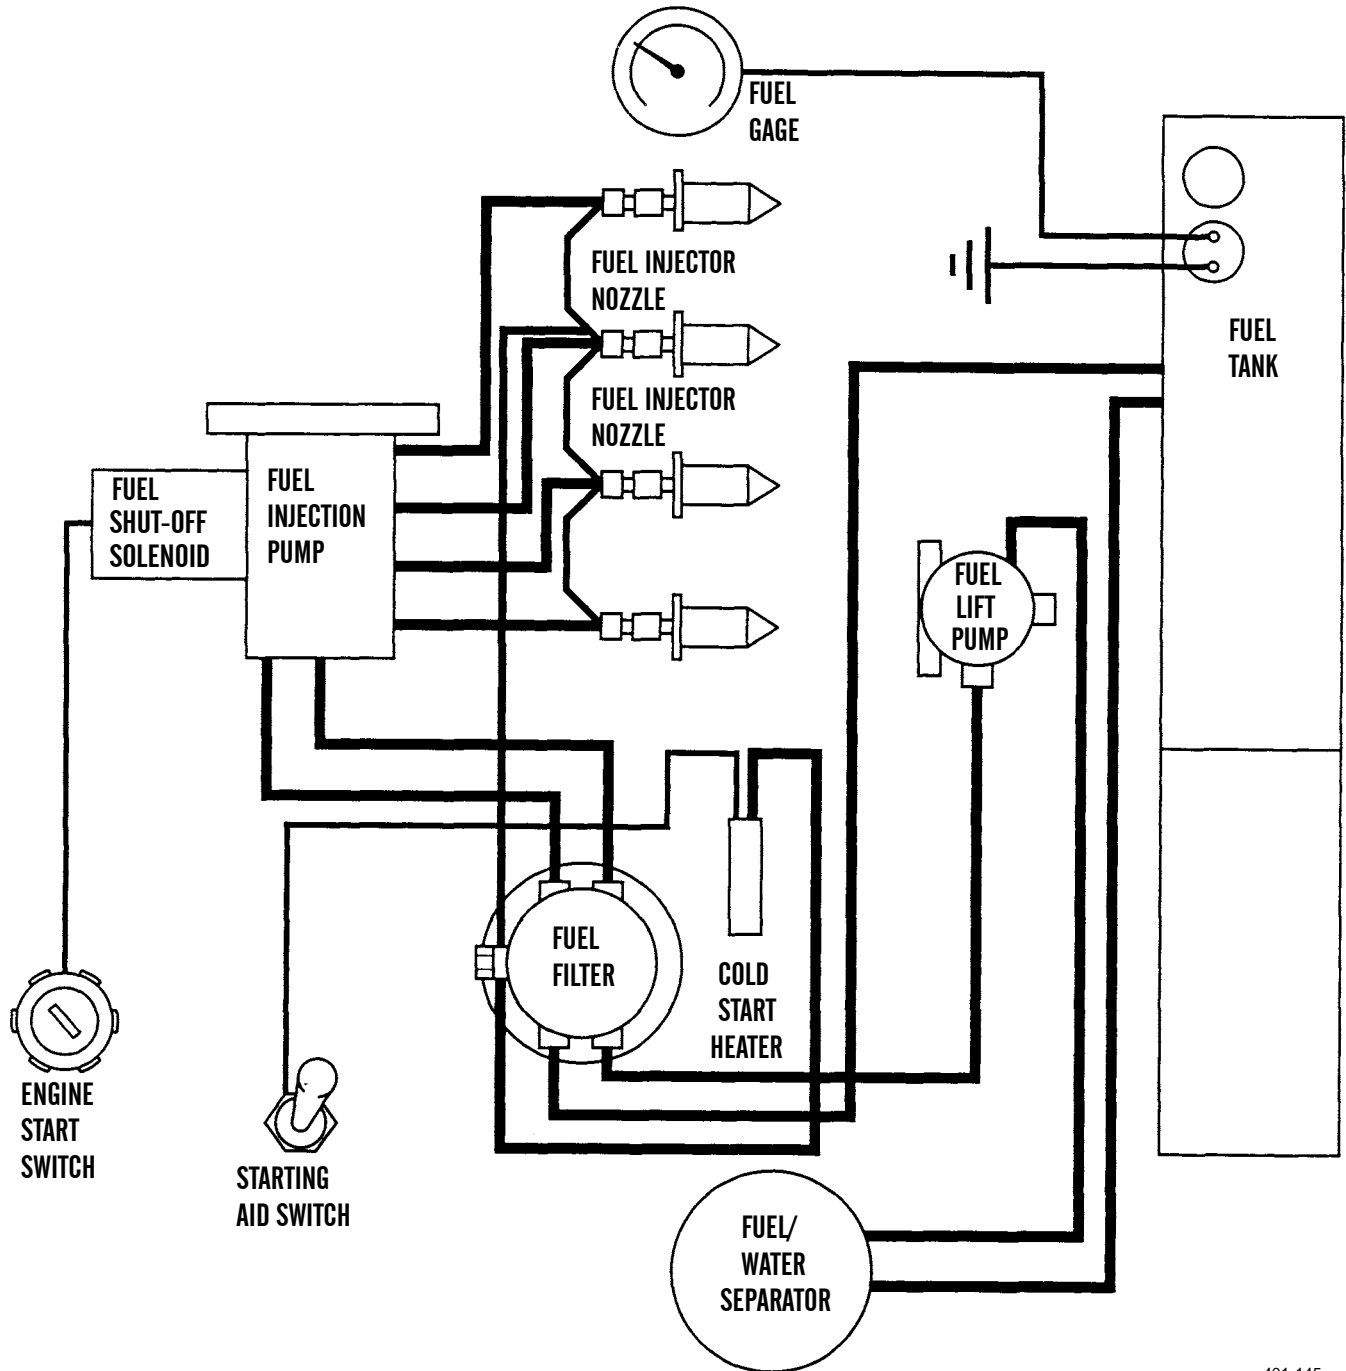 FUEL
GAGE
FUEL INJECTOR
NOZZLE
FUEL
TANK
FUEL INJECTOR
NOZZLE
FUEL
SHUT-OFF
SOLENOID
FUEL
INJECTION
PUMP
FUEL
LIFT
PUMP
FUEL
FILTER
COLD
START
HEATER
ENGINE
START
SWITCH
STARTING
AID SWITCH
FUEL/
WATER
SEPARATOR